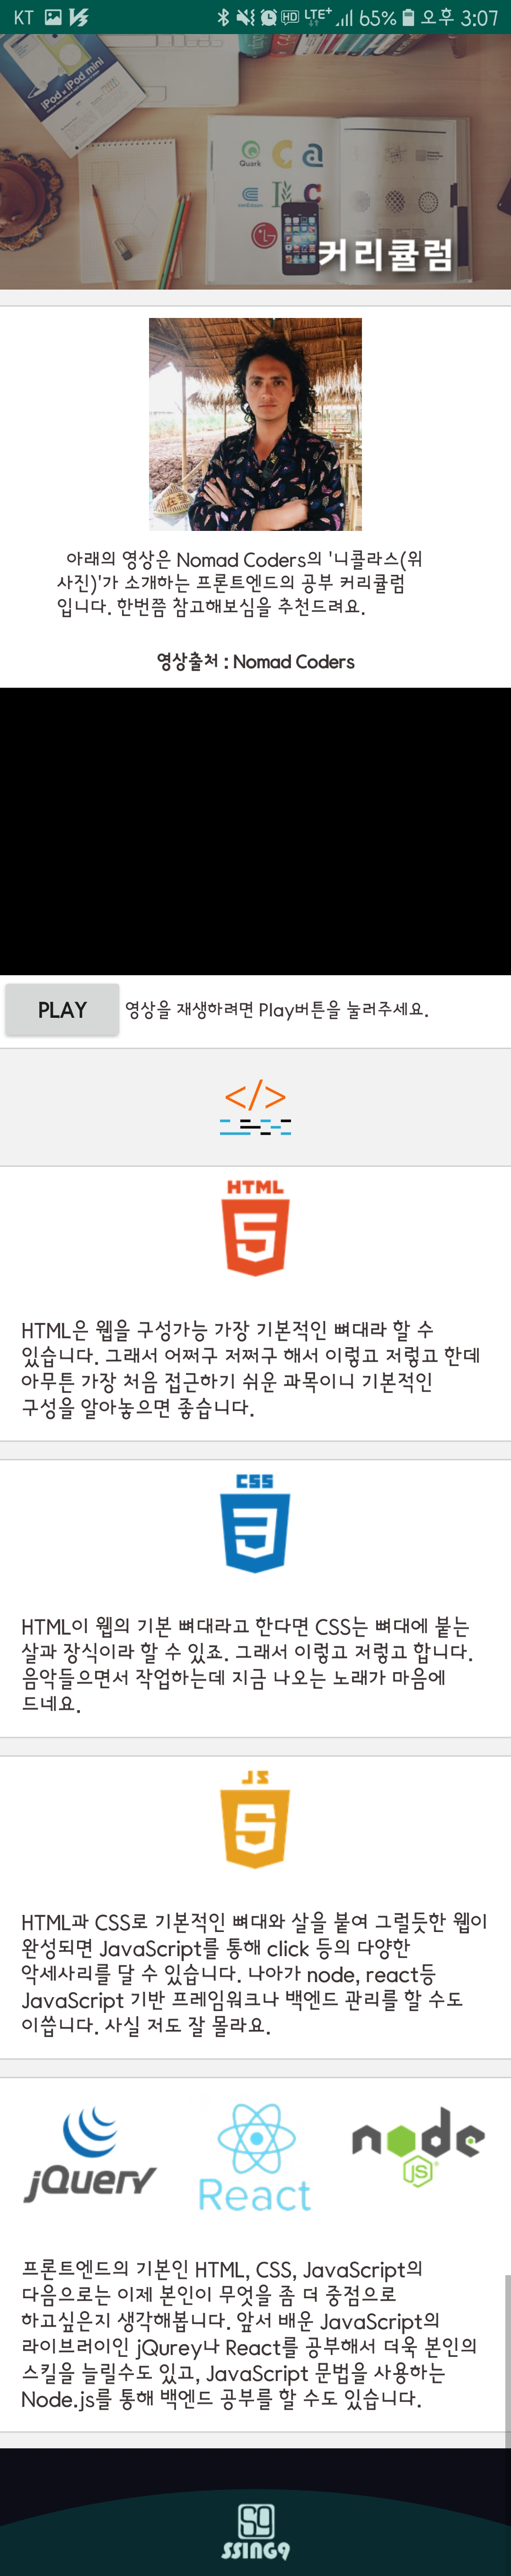 KT
HD LTE+ 65% 오후 3:07
iPod. iPod mini
Quark
C a
커리큘럼
아래의 영상은 Nomad Coders의 '니콜라스(위
사진)'가 소개하는 프론트엔드의 공부 커리큘럼
입니다. 한번쯤 참고해보심을 추천드려요.
영상출처 : Nomad Coders
PLAY 영상을 재생하려면 Play버튼을 눌러주세요.
</>
HTML
5
HTML은 웹을 구성가능 가장 기본적인 뼈대라 할 수
있습니다. 그래서 어쩌구 저쩌구 해서 이렇고 저렇고 한데
아무튼 가장 처음 접근하기 쉬운 과목이니 기본적인
구성을 알아놓으면 좋습니다.
CSS
3
HTML이 웹의 기본 뼈대라고 한다면 CSS는 뼈대에 붙는
살과 장식이라 할 수 있죠. 그래서 이렇고 저렇고 합니다.
음악들으면서 작업하는데 지금 나오는 노래가 마음에
드네요.
JS
5
HTML과 CSS로 기본적인 뼈대와 살을 붙여 그럴듯한 웹이
완성되면 JavaScript를 통해 click 등의 다양한
악세사리를 달 수 있습니다. 나아가 node, react등
JavaScript 기반 프레임워크나 백엔드 관리를 할 수도
이씁니다. 사실 저도 잘 몰라요.
jQuery React node JS
프론트엔드의 기본인 HTML, CSS, JavaScript의
다음으로는 이제 본인이 무엇을 좀 더 중점으로
하고싶은지 생각해봅니다. 앞서 배운 JavaScript의
라이브러이인 jQurey나 React를 공부해서 더욱 본인의
스킬을 늘릴수도 있고, JavaScript 문법을 사용하는
Node.js를 통해 백엔드 공부를 할 수도 있습니다.
S9
SSING9